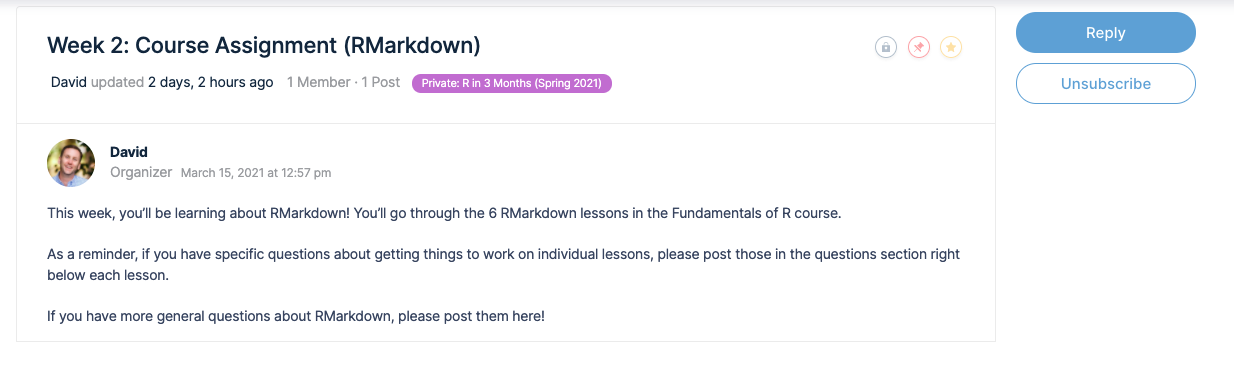 Week 2: Course Assignment (RMarkdown)
David updated 2 days, 2 hours ago 1 Member · 1 Post Private: R in 3 Months (Spring 2021)
Reply
Unsubscribe
David
Organizer March 15, 2021 at 12:57 pm
This week, you’ll be learning about RMarkdown! You’ll go through the 6 RMarkdown lessons in the Fundamentals of R course.
As a reminder, if you have specific questions about getting things to work on individual lessons, please post those in the questions section right
below each lesson.
If you have more general questions about RMarkdown, please post them here!